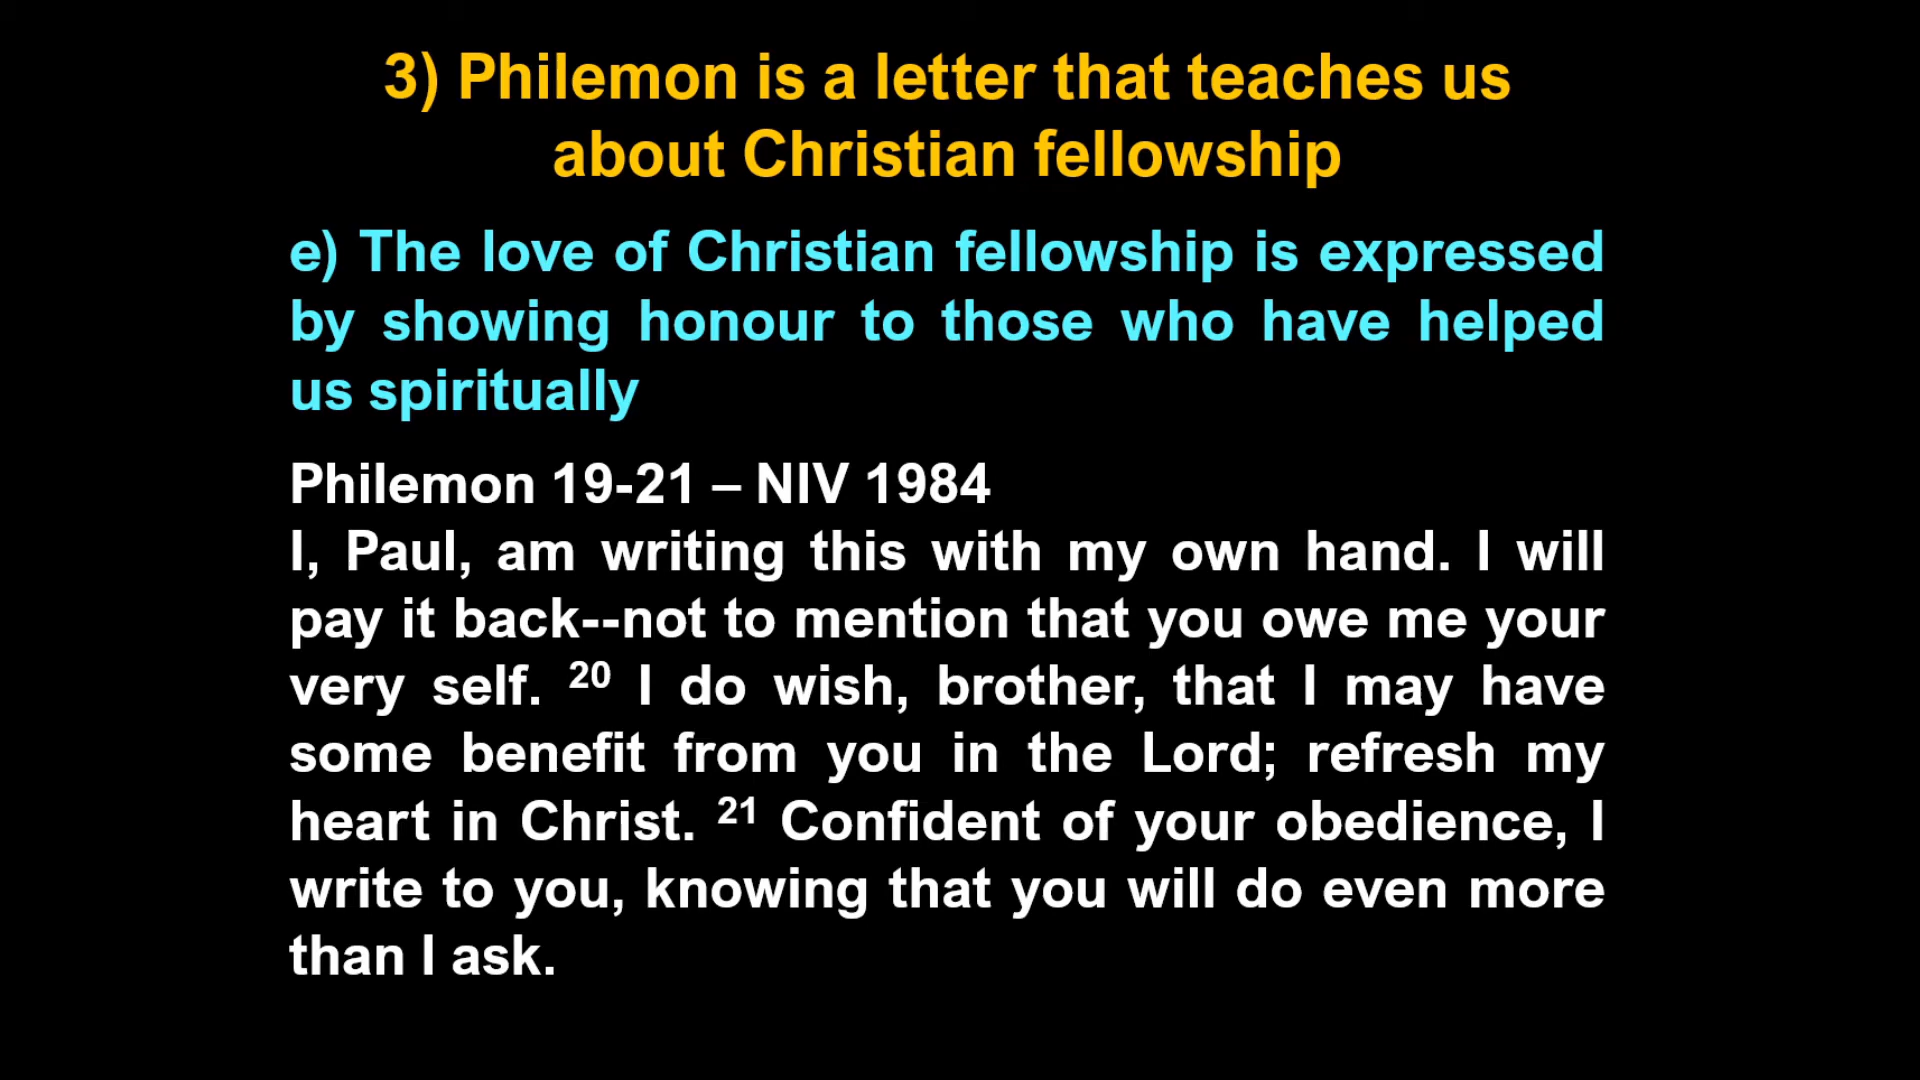 3) Philemon is a letter that teaches us
about Christian fellowship
e) The love of Christian fellowship is expressed
by showing honour to those who have helped
us spiritually
Philemon 19-21 – NIV 1984
I, Paul, am writing this with my own hand. I will
pay it back--not to mention that you owe me your
very self. 20 I do wish, brother, that I may have
some benefit from you in the Lord; refresh my
heart in Christ. 21 Confident of your obedience, I
write to you, knowing that you will do even more
than I ask.